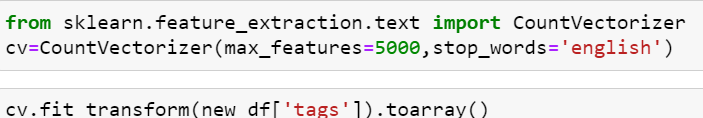 from sklearn.feature_extraction.text import CountVectorizer
cv=CountVectorizer(max_features=5000,stop_words='english')
cv.fit_transform(new_df['tags']).toarray()